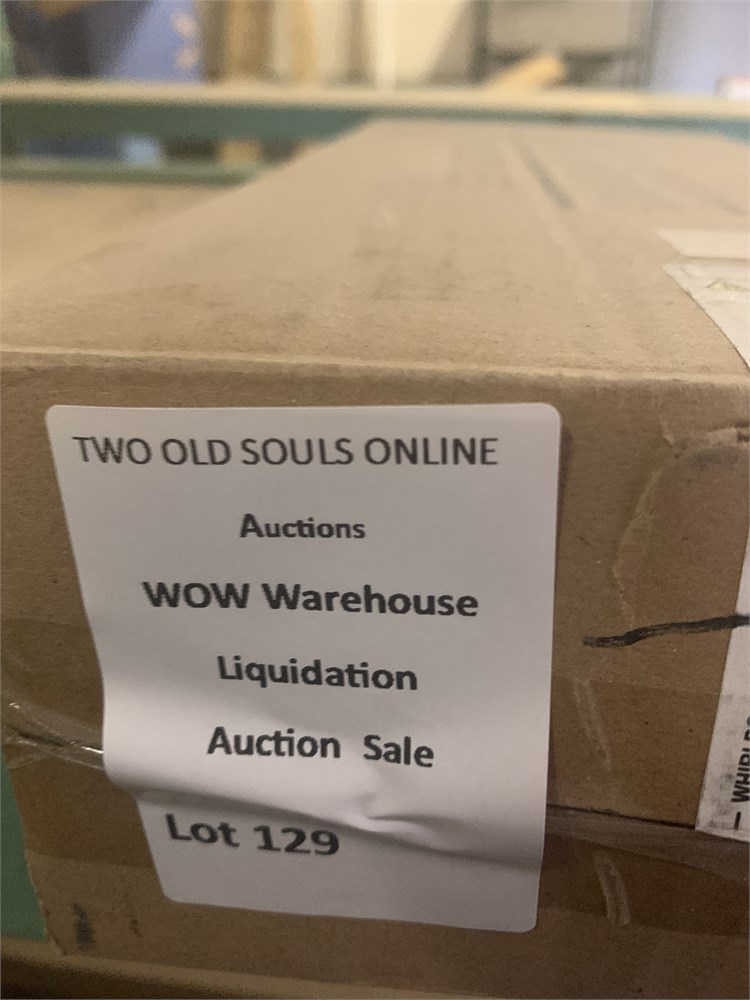 TWO OLD SOULS ONLINE
Auctions
WOW Warehouse
Liquidation
Auction Sale
Lot 129